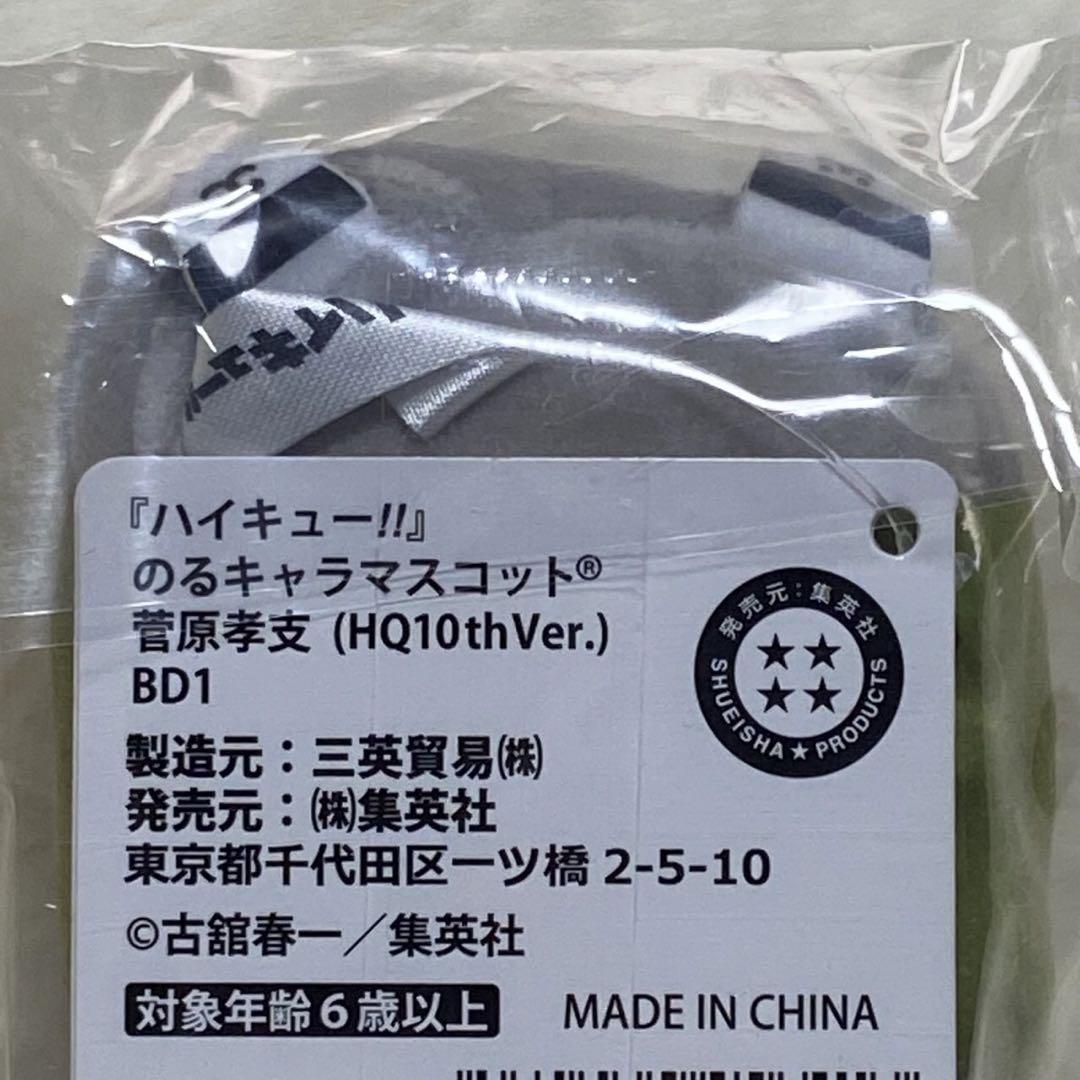 ハイキュー!!
『ハイキュー!!』
のるキャラマスコット®
菅原孝支 (HQ10thVer.)
BD1
発売元：集英社
SHUEISHA★PRODUCTS
製造元：三英貿易㈱
発売元：㈱集英社
東京都千代田区一ツ橋 2-5-10
©古舘春一／集英社
対象年齢６歳以上
MADE IN CHINA